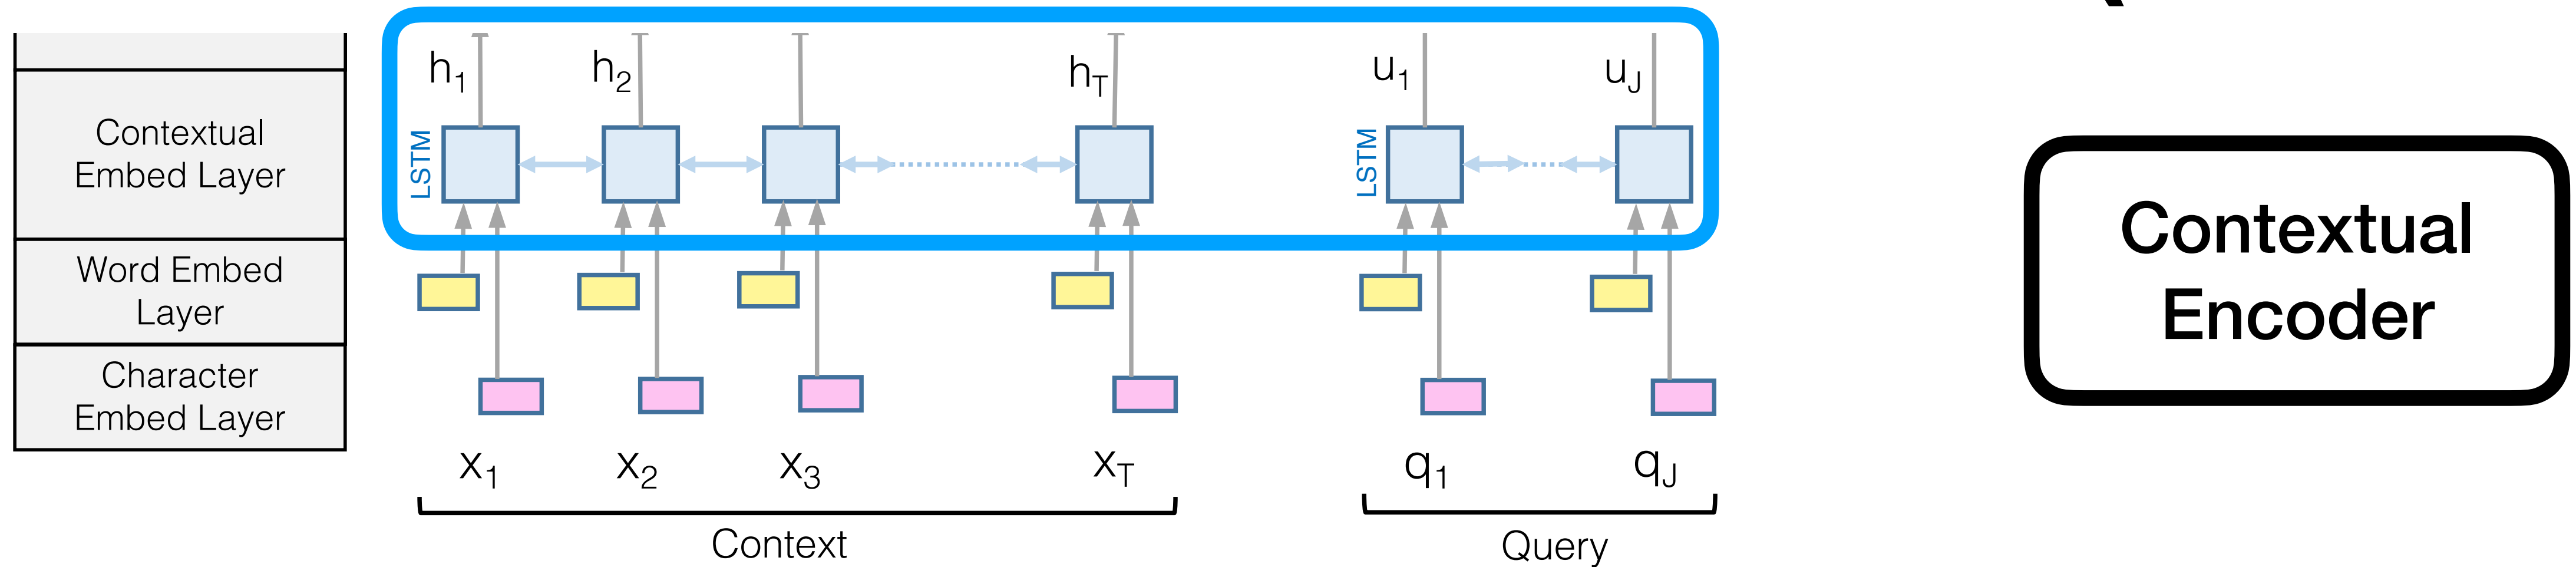 Contextual
Embed Layer
Word Embed
Layer
Character
Embed Layer
h1 h2 hT u1 uJ
LSTM LSTM
x1 x2 x3 xT q1 qJ
Context Query
Contextual
Encoder